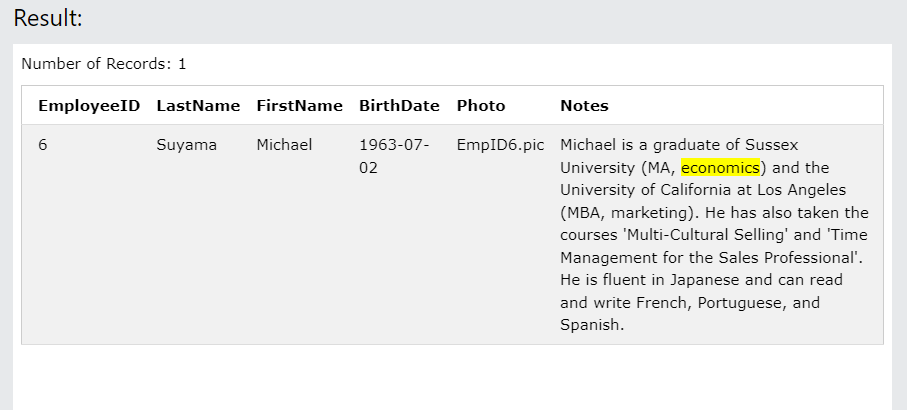 Result:
Number of Records: 1
EmployeeID LastName FirstName BirthDate Photo Notes
6 Suyama Michael 1963-07- EmpID6.pic Michael is a graduate of Sussex
02 University (MA, economics) and the
University of California at Los Angeles
(MBA, marketing). He has also taken the
courses 'Multi-Cultural Selling' and 'Time
Management for the Sales Professional'.
He is fluent in Japanese and can read
and write French, Portuguese, and
Spanish.